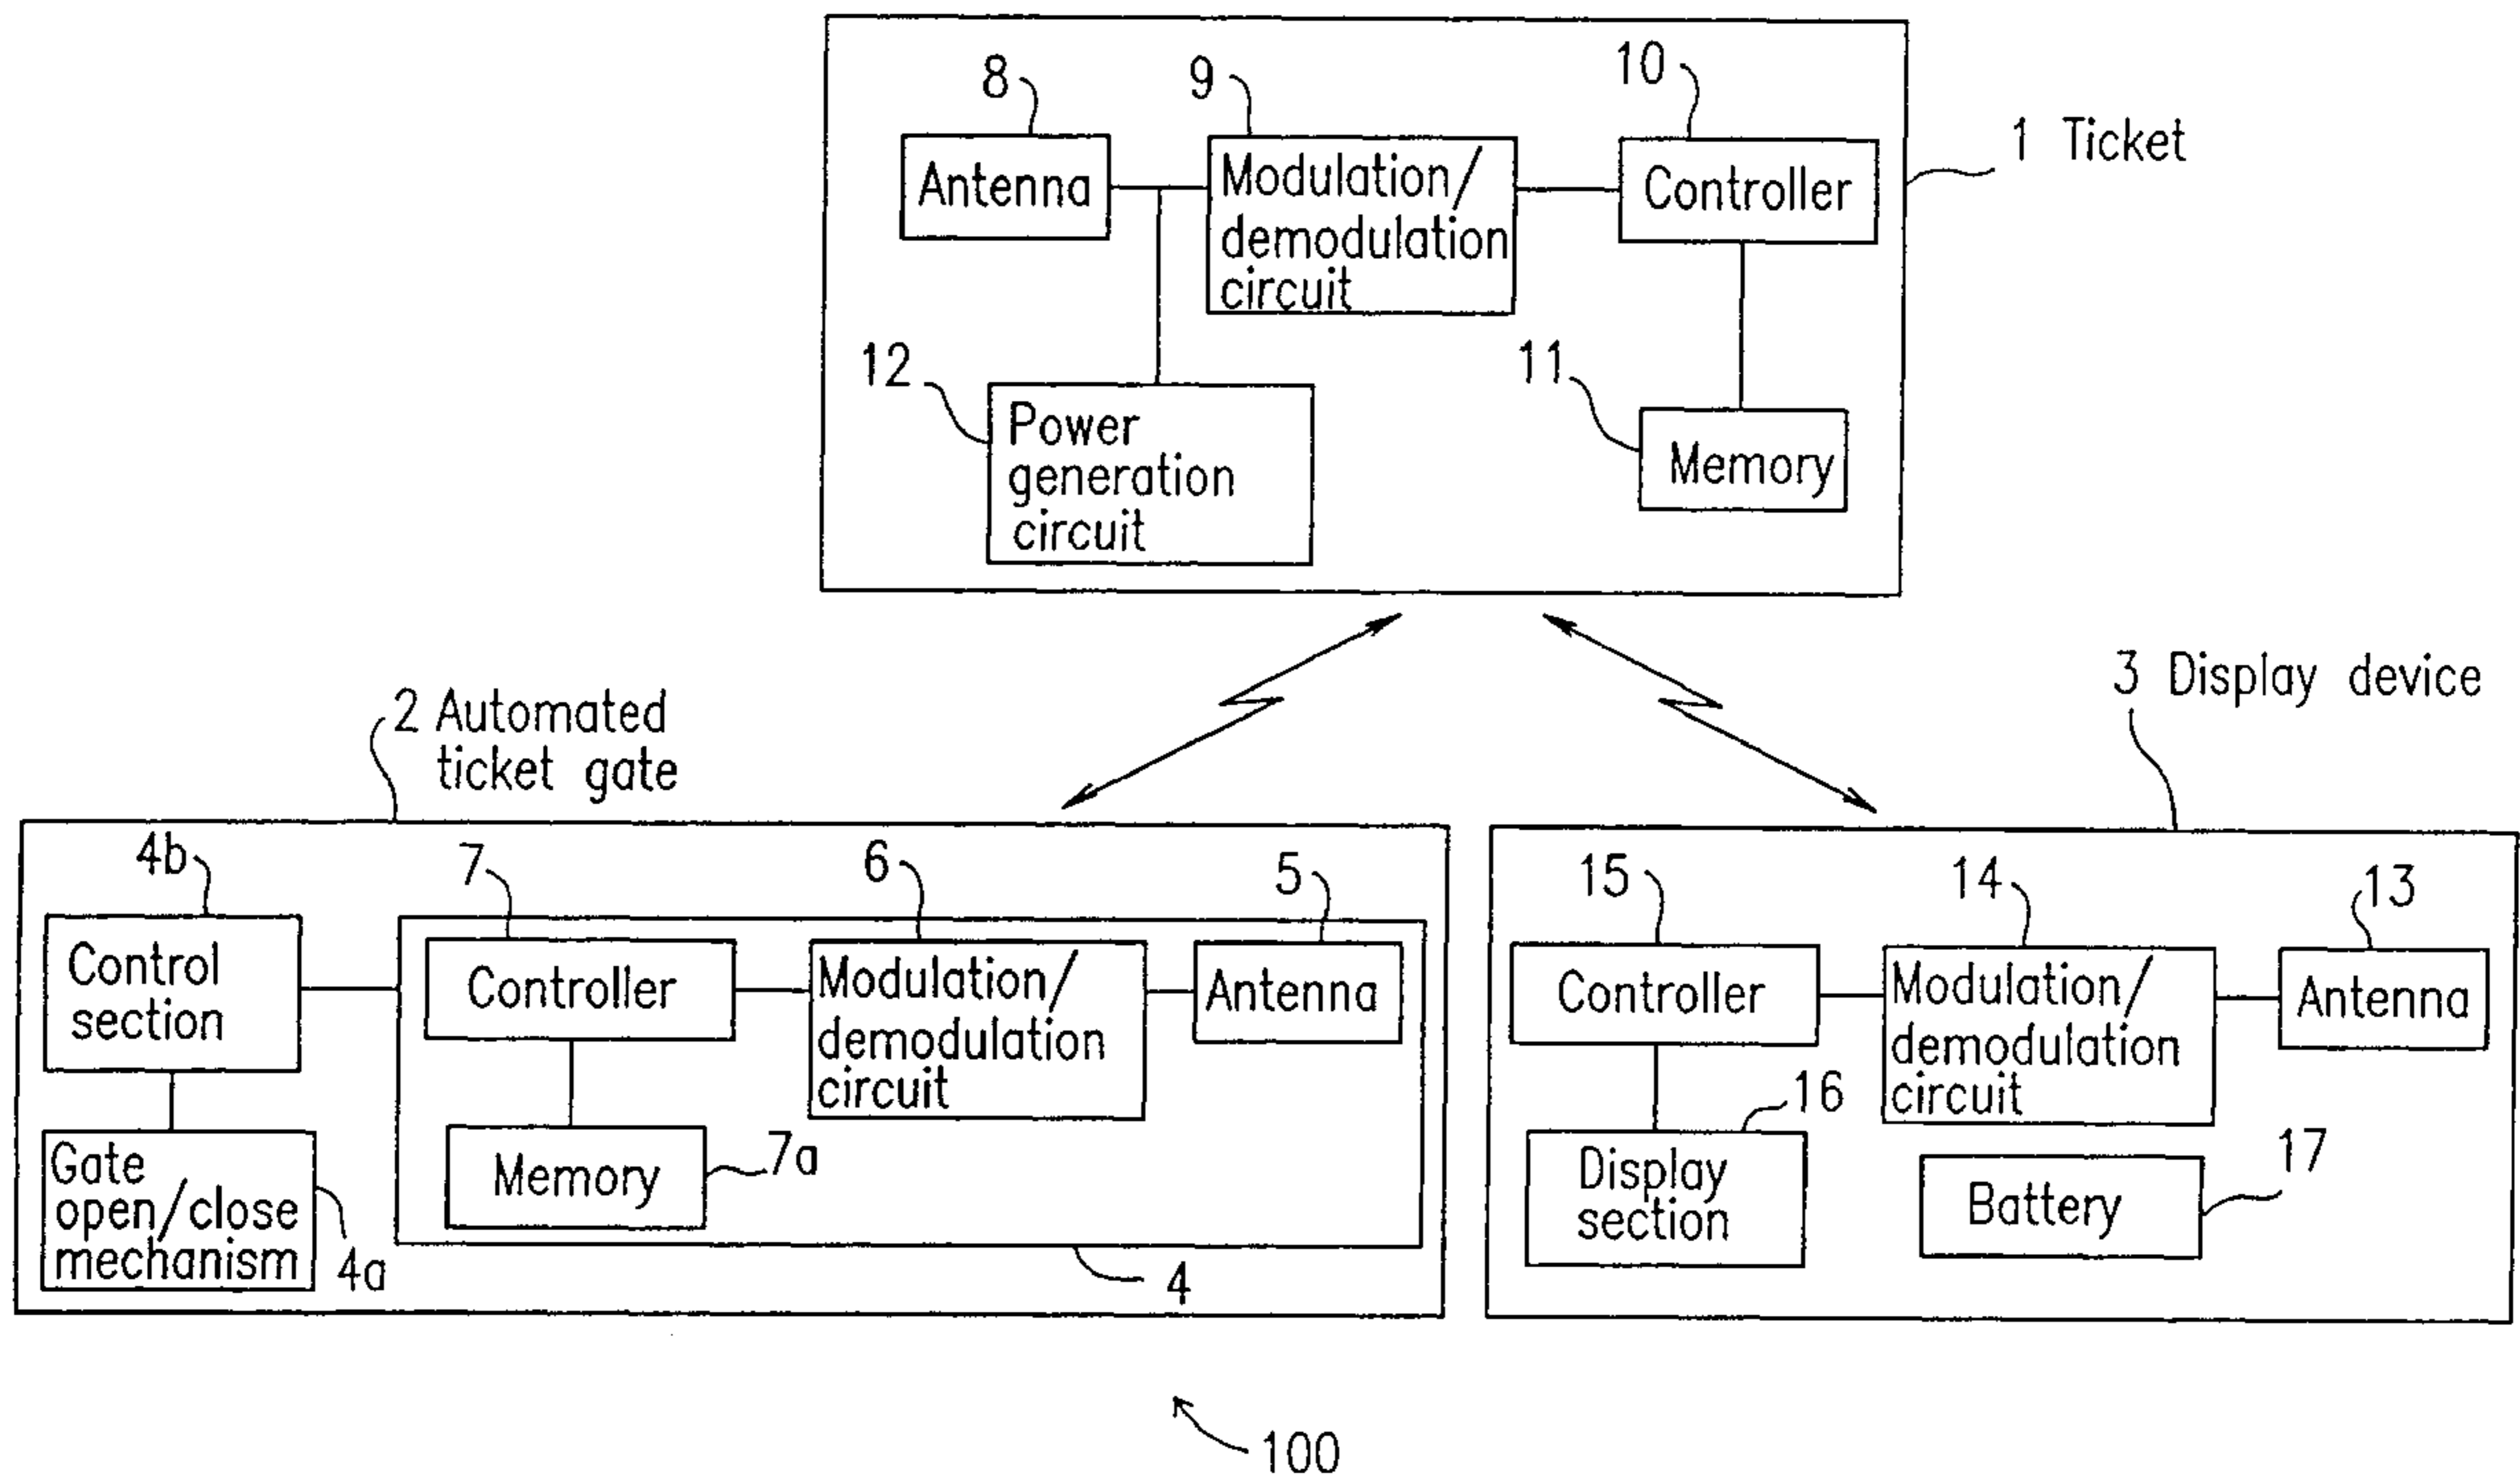 8
9
10
1 Ticket
Antenna
Modulation/
demodulation
circuit
Controller
12
11
Power
generation
circuit
Memory
2 Automated
ticket gate
3 Display device
4b
7
6
5
Control
section
Controller
Modulation/
demodulation
circuit
Antenna
Memory
7a
Gate
open/close
mechanism
4a
4
15
14
13
Controller
Modulation/
demodulation
circuit
Antenna
16
Display
section
17
Battery
100